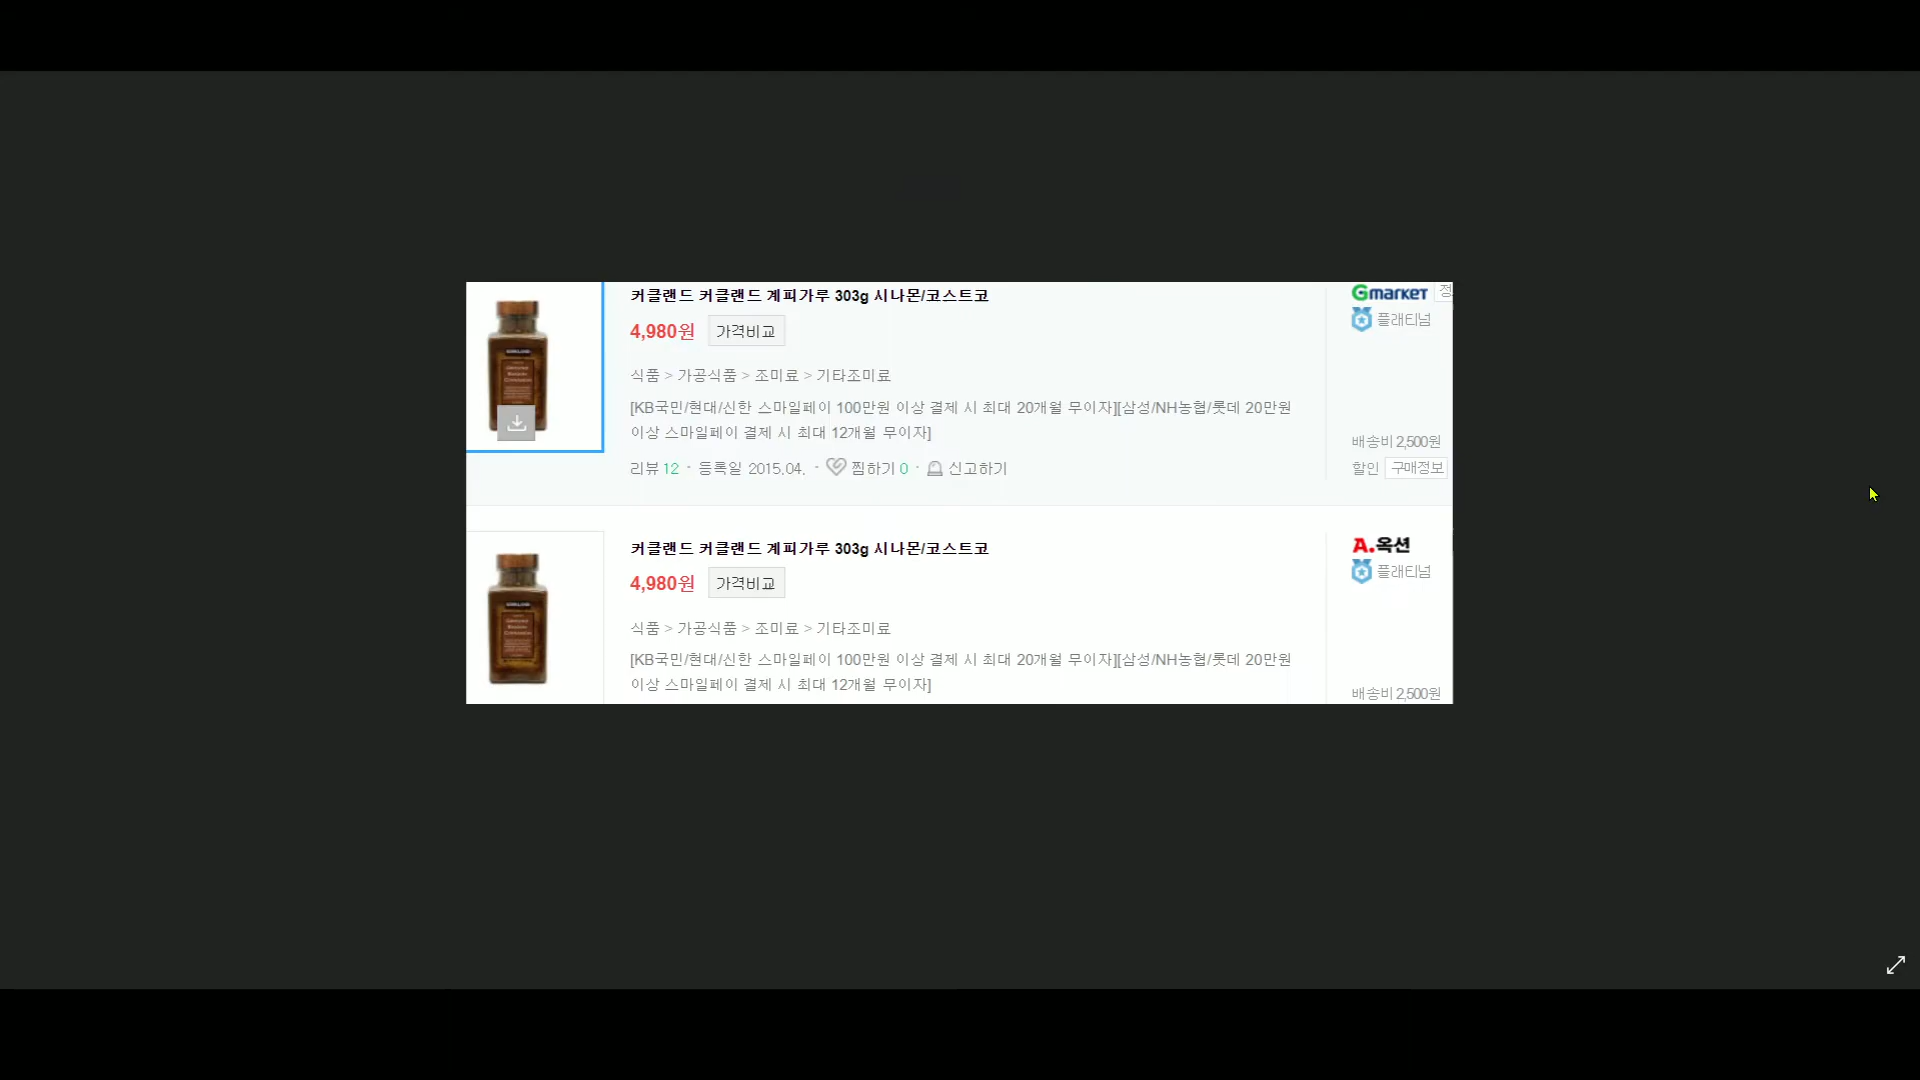 커클랜드 커클랜드 계피가루 303g 시나몬/코스트코
4,980원 가격비교
식품 > 가공식품 > 조미료 > 기타조미료
[KB국민/현대/신한 스마일페이 100만원 이상 결제 시 최대 20개월 무이자][삼성/NH농협/롯데 20만원
이상 스마일페이 결제 시 최대 12개월 무이자]
리뷰 12 · 등록일 2015.04. · 찜하기 0 · 신고하기
Gmarket
플래티넘
배송비 2,500원
할인 구매정보
KIRKLAND
커클랜드 커클랜드 계피가루 303g 시나몬/코스트코
4,980원 가격비교
식품 > 가공식품 > 조미료 > 기타조미료
[KB국민/현대/신한 스마일페이 100만원 이상 결제 시 최대 20개월 무이자][삼성/NH농협/롯데 20만원
이상 스마일페이 결제 시 최대 12개월 무이자]
A.옥션
플래티넘
배송비 2,500원
KIRKLAND